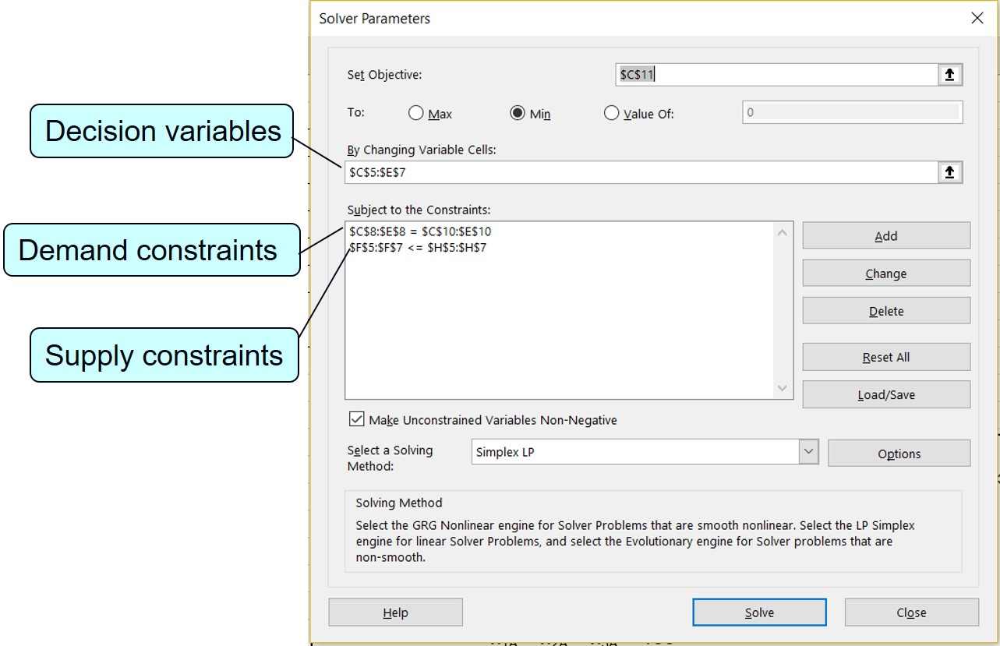 Solver Parameters
Set Objective:
$C$11
To:
Max
Min
Value Of:
0
Decision variables
By Changing Variable Cells:
$C$5:$E$7
Subject to the Constraints:
Demand constraints
$C$8:$E$8 = $C$10:$E$10
$F$5:$F$7 <= $H$5:$H$7
Supply constraints
Add
Change
Delete
Reset All
Load/Save
Make Unconstrained Variables Non-Negative
Select a Solving
Method:
Simplex LP
Options
Solving Method
Select the GRG Nonlinear engine for Solver Problems that are smooth nonlinear. Select the LP Simplex
engine for linear Solver Problems, and select the Evolutionary engine for Solver problems that are
non-smooth.
Help
Solve
Close